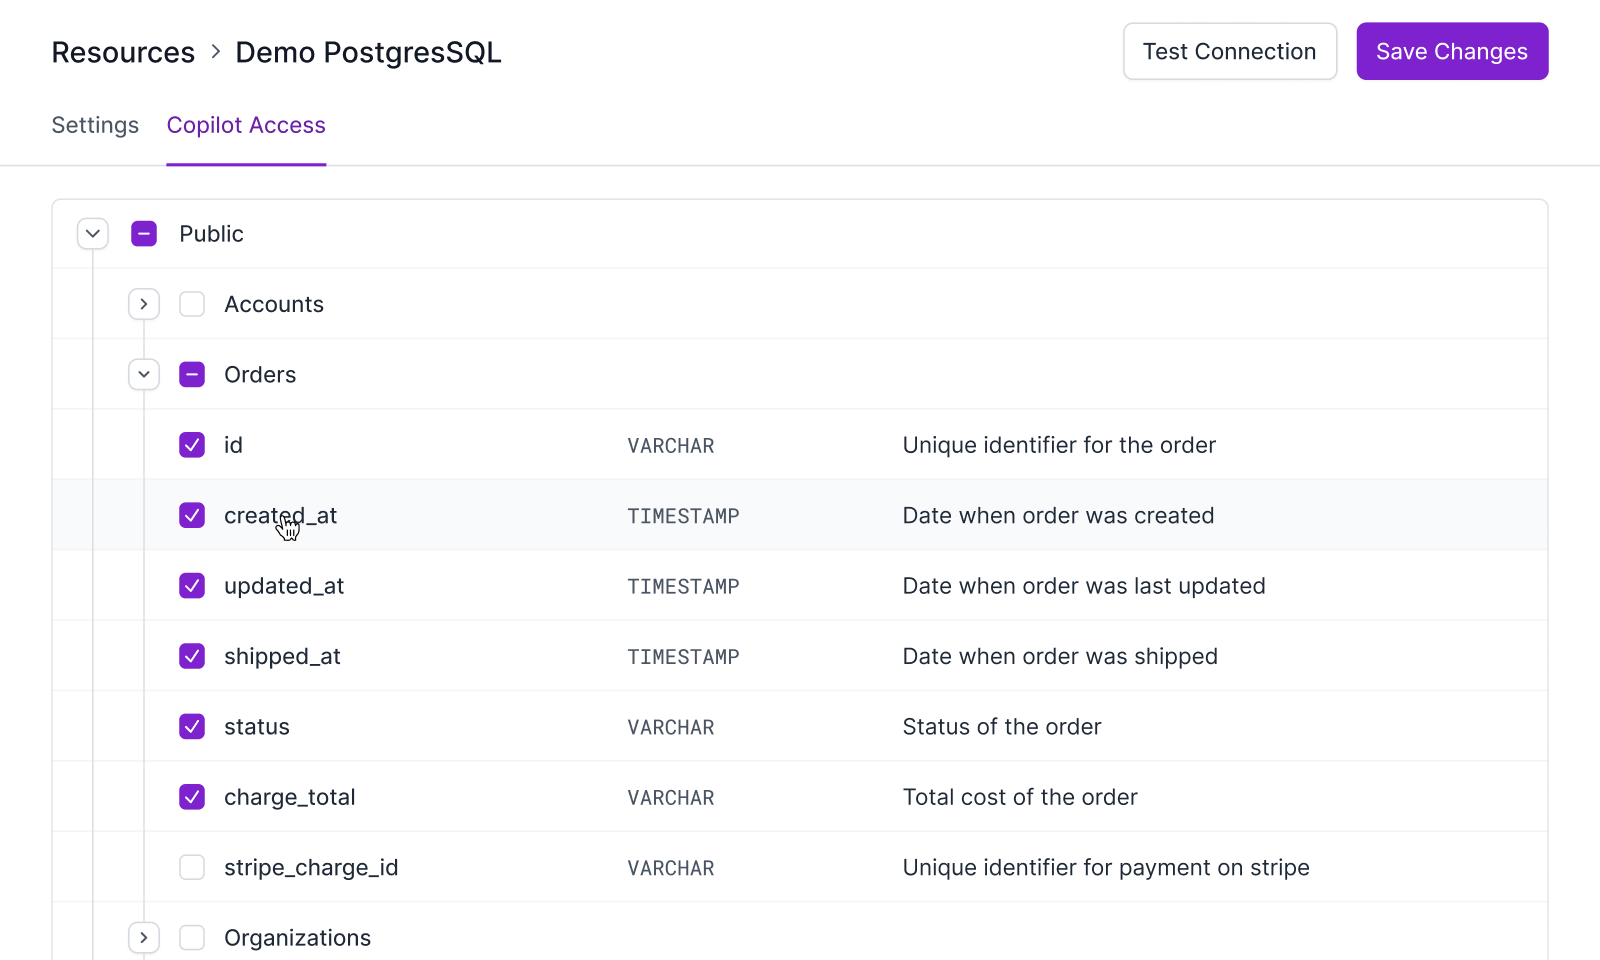 Resources > Demo PostgresSQL
Test Connection
Save Changes
Settings
Copilot Access
Public
Accounts
Orders
id VARCHAR Unique identifier for the order
created_at TIMESTAMP Date when order was created
updated_at TIMESTAMP Date when order was last updated
shipped_at TIMESTAMP Date when order was shipped
status VARCHAR Status of the order
charge_total VARCHAR Total cost of the order
stripe_charge_id VARCHAR Unique identifier for payment on stripe
Organizations